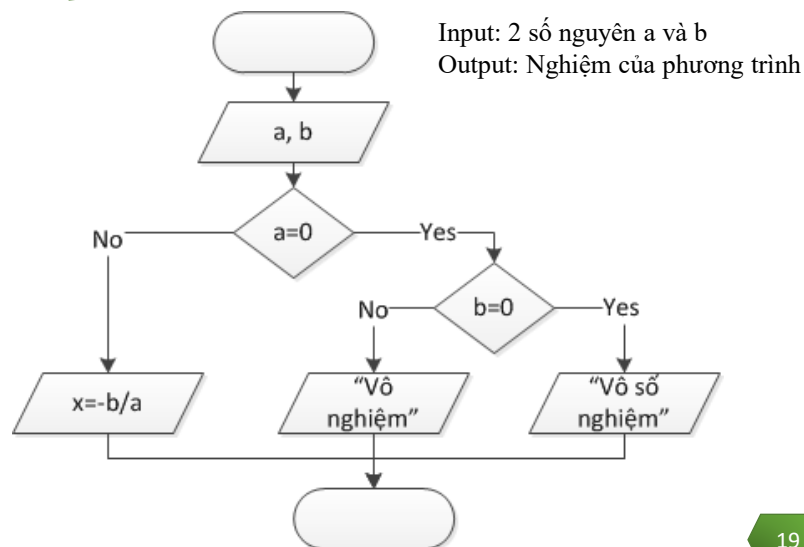 Input: 2 số nguyên a và b
Output: Nghiệm của phương trình
a, b
a=0
No
Yes
b=0
No
Yes
x=-b/a
“Vô
nghiệm”
“Vô số
nghiệm”
19